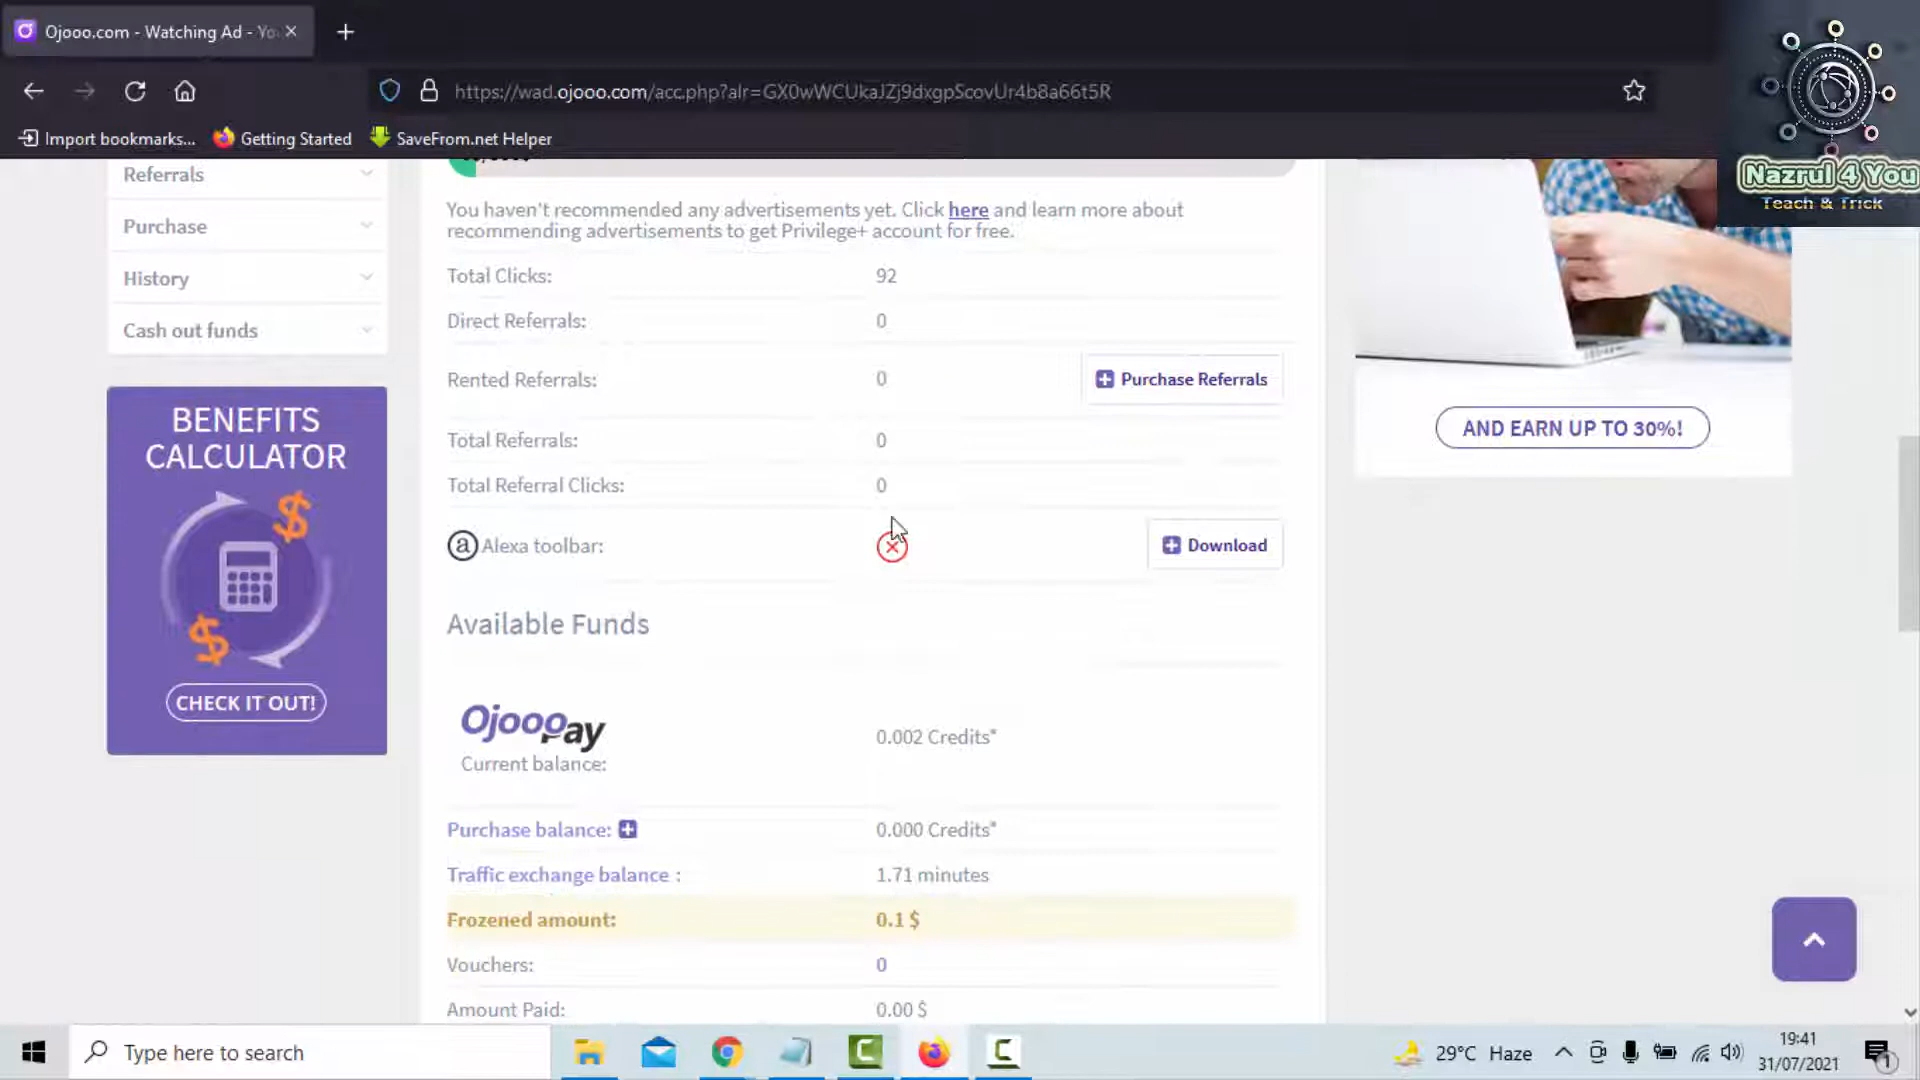 Ojooo.com - Watching Ad - You
https://wad.ojooo.com/acc.php?alr=GX0wWCUkaJZj9dxgpScovUr4b8a66t5R
Import bookmarks...
Getting Started
SaveFrom.net Helper
Nazrul 4 You
Teach & Trick
Referrals
Purchase
History
Cash out funds
BENEFITS
CALCULATOR
CHECK IT OUT!
You haven't recommended any advertisements yet. Click here and learn more about
recommending advertisements to get Privilege+ account for free.
Total Clicks: 92
Direct Referrals: 0
Rented Referrals: 0 Purchase Referrals
Total Referrals: 0
Total Referral Clicks: 0
a Alexa toolbar: Download
Available Funds
OjoooPay
Current balance: 0.002 Credits*
Purchase balance: 0.000 Credits*
Traffic exchange balance : 1.71 minutes
Frozened amount: 0.1 $
Vouchers: 0
Amount Paid: 0.00 $
AND EARN UP TO 30%!
Type here to search
29°C Haze
19:41
31/07/2021
1